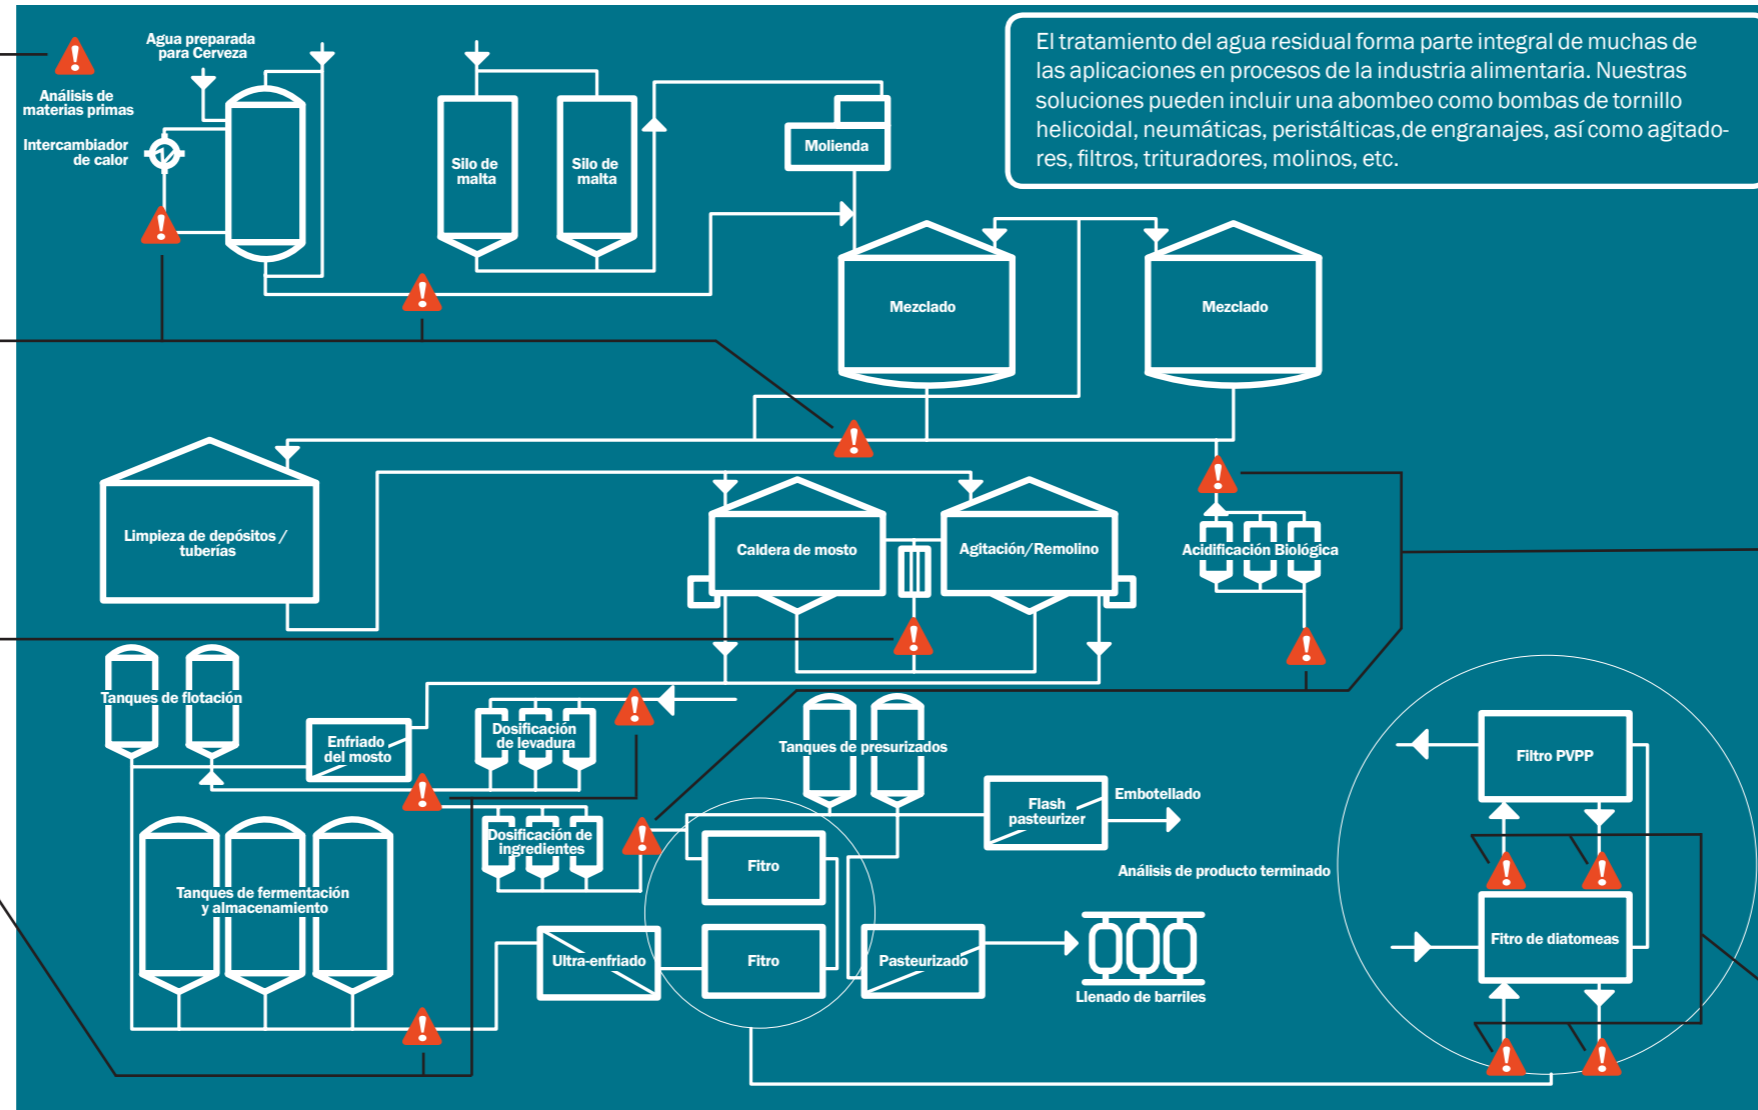 El tratamiento del agua residual forma parte integral de muchas de
las aplicaciones en procesos de la industria alimentaria. Nuestras
soluciones pueden incluir una abombeo como bombas de tornillo
helicoidal, neumáticas, peristálticas,de engranajes, así como agitado-
res, filtros, trituradores, molinos, etc.
Agua preparada
para Cerveza
Análisis de
materias primas
Intercambiador
de calor
Silo de
malta
Silo de
malta
Molienda
Mezclado
Mezclado
Limpieza de depósitos /
tuberías
Caldera de mosto
Agitación/Remolino
Acidificación Biológica
Tanques de flotación
Enfriado
del mosto
Dosificación
de levadura
Tanques de presurizados
Filtro PVPP
Flash
pasteurizer
Embotellado
Dosificación de
ingredientes
Fitro
Análisis de producto terminado
Tanques de fermentación
y almacenamiento
Fitro de diatomeas
Ultra-enfriado
Fitro
Pasteurizado
Llenado de barriles